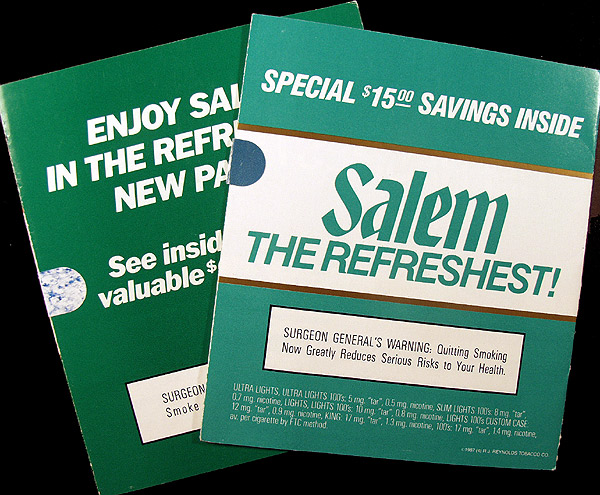 ENJOY SAL
IN THE REFR
NEW PA
See insid
valuable $
SURGEON
Smoke
SPECIAL $15.00 SAVINGS INSIDE
Salem
THE REFRESHEST!
SURGEON GENERAL'S WARNING: Quitting Smoking
Now Greatly Reduces Serious Risks to Your Health.
ULTRA LIGHTS, ULTRA LIGHTS 100's: 5 mg. "tar", 0.5 mg. nicotine, SLIM LIGHTS 100's: 8 mg. "tar",
0.7 mg. nicotine, LIGHTS, LIGHTS 100's: 10 mg. "tar", 0.8 mg. nicotine, LIGHTS 100's CUSTOM CASE:
12 mg. "tar", 0.9 mg. nicotine, KING: 17 mg. "tar", 1.3 mg. nicotine, 100's: 17 mg. "tar", 1.4 mg. nicotine,
av. per cigarette by FTC method.
© 1987 R.J. REYNOLDS TOBACCO CO.